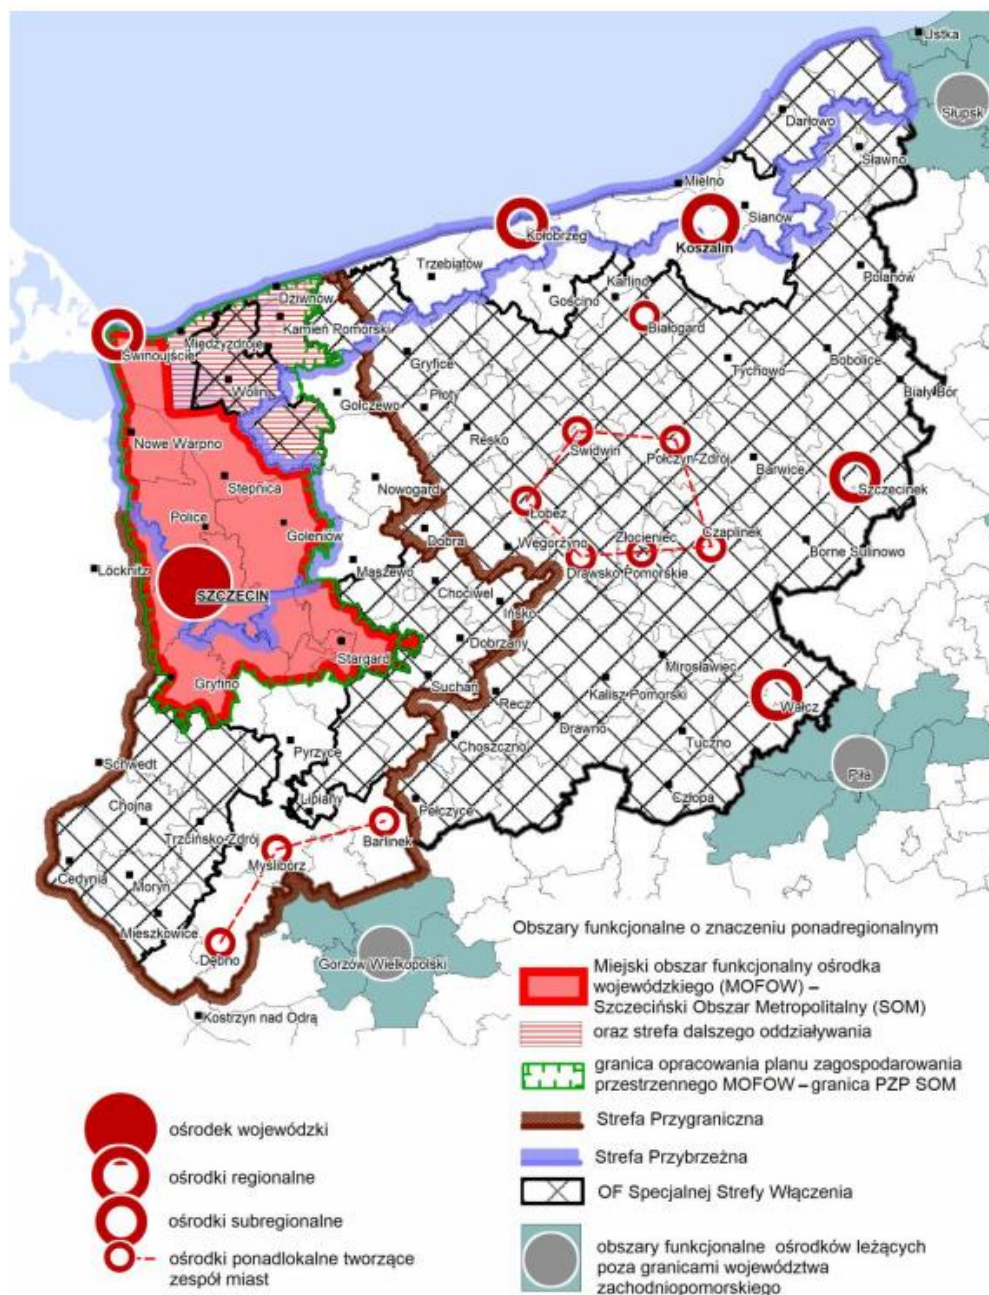 Ustka
Słupsk
Darłowo
Sławno
Mielno
Sianów
Kołobrzeg
Koszalin
Trzebiatów
Polanów
Dziwnów
Gościno
Karlino
Kamień Pomorski
Białogard
Świnoujście
Międzyzdroje
Gryfice
Tychowo
Bobolice
Wolin
Golczewo
Płoty
Biały Bór
Nowe Warpno
Resko
Świdwin
Połczyn-Zdrój
Barwice
Stepnica
Nowogard
Szczecinek
Łobez
Police
Goleniów
Dobra
Węgorzyno
Złocieniec
Czaplinek
Borne Sulinowo
Löcknitz
Maszewo
Drawsko Pomorskie
SZCZECIN
Chociwel
Ińsko
Stargard
Dobrzany
Mirosławiec
Gryfino
Suchań
Recz
Kalisz Pomorski
Wałcz
Drawno
Pyrzyce
Choszczno
Tuczno
Schwedt
Piła
Chojna
Lipiany
Pełczyce
Człopa
Trzcińsko-Zdrój
Barlinek
Myślibórz
Cedynia
Moryń
Mieszkowice
Dębno
Gorzów Wielkopolski
Kostrzyn nad Odrą
Obszary funkcjonalne o znaczeniu ponadregionalnym
Miejski obszar funkcjonalny ośrodka
wojewódzkiego (MOFOW) –
Szczeciński Obszar Metropolitalny (SOM)
oraz strefa dalszego oddziaływania
granica opracowania planu zagospodarowania
przestrzennego MOFOW – granica PZP SOM
Strefa Przygraniczna
Strefa Przybrzeżna
OF Specjalnej Strefy Włączenia
obszary funkcjonalne ośrodków leżących
poza granicami województwa
zachodniopomorskiego
ośrodek wojewódzki
ośrodki regionalne
ośrodki subregionalne
ośrodki ponadlokalne tworzące
zespół miast